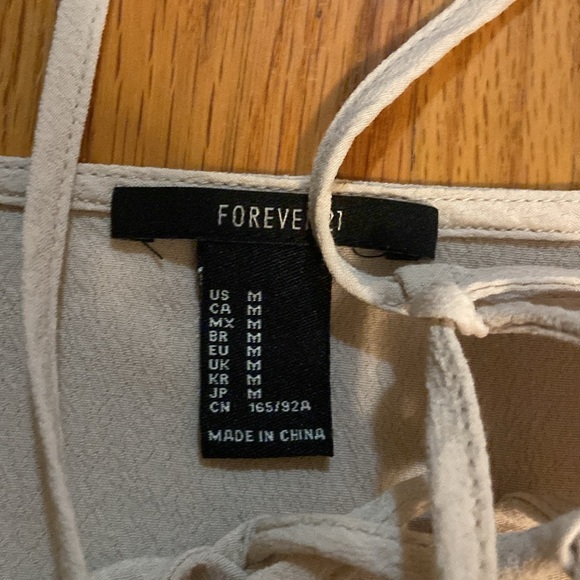 FOREVER 21
US M
CA M
MX M
BR M
EU M
UK M
KR M
JP M
CN 165/92A
MADE IN CHINA